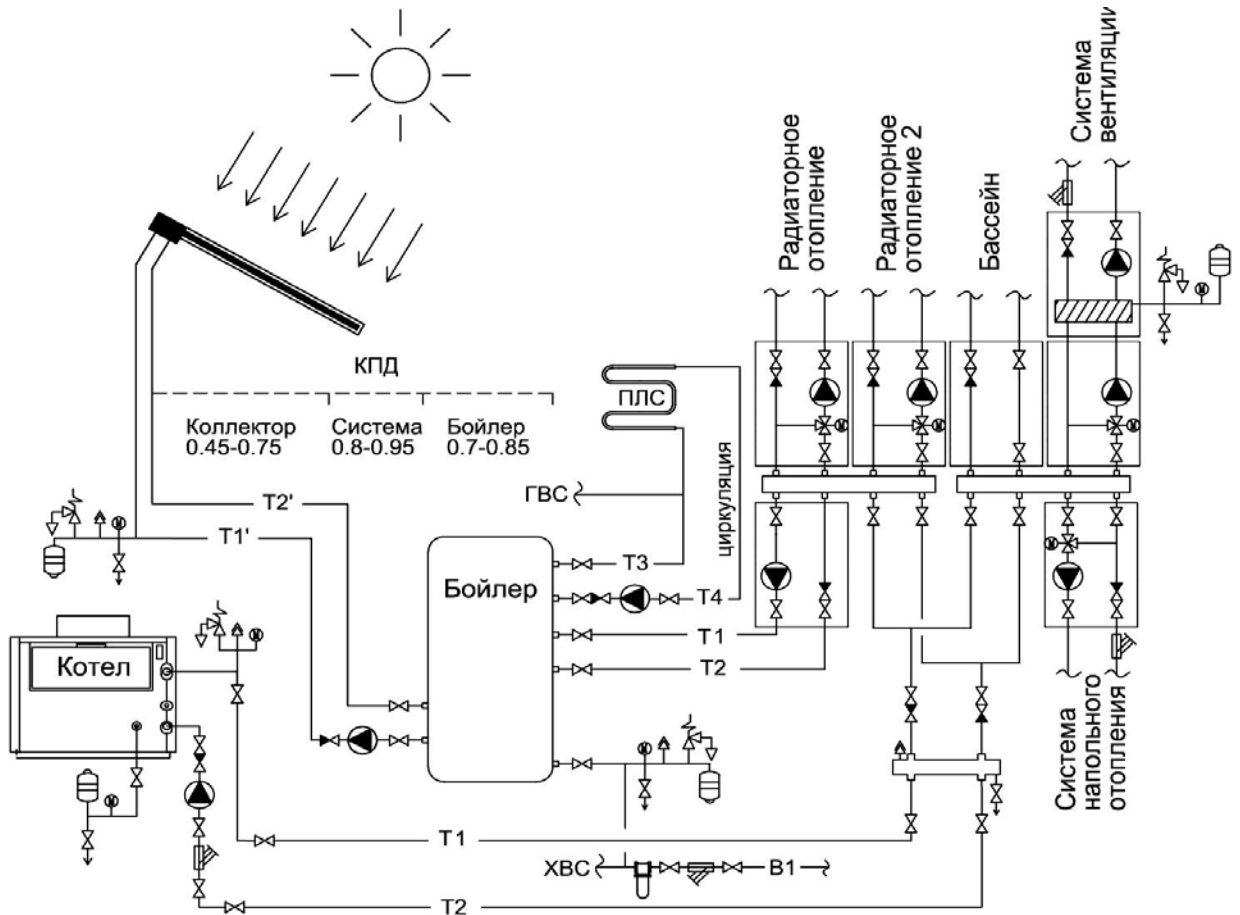 Радиаторное
отопление
Радиаторное
отопление 2
Бассейн
Система
вентиляции
КПД
Коллектор
0.45-0.75
Система
0.8-0.95
Бойлер
0.7-0.85
ПЛС
циркуляция
ГВС
T2'
T1'
Бойлер
T3
T4
T1
T2
Котел
Система
напольного
отопления
T1
ХВС
B1
T2